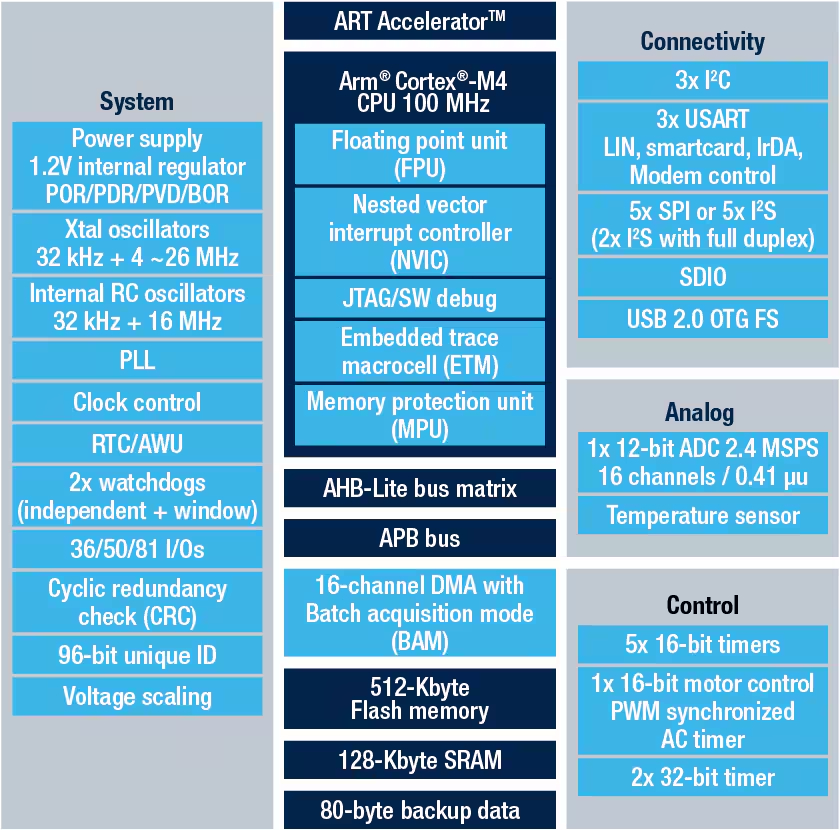 System
Power supply
1.2V internal regulator
POR/PDR/PVD/BOR
Xtal oscillators
32 kHz + 4 ~26 MHz
Internal RC oscillators
32 kHz + 16 MHz
PLL
Clock control
RTC/AWU
2x watchdogs
(independent + window)
36/50/81 I/Os
Cyclic redundancy
check (CRC)
96-bit unique ID
Voltage scaling
ART Accelerator™
Arm® Cortex®-M4
CPU 100 MHz
Floating point unit
(FPU)
Nested vector
interrupt controller
(NVIC)
JTAG/SW debug
Embedded trace
macrocell (ETM)
Memory protection unit
(MPU)
AHB-Lite bus matrix
APB bus
16-channel DMA with
Batch acquisition mode
(BAM)
512-Kbyte
Flash memory
128-Kbyte SRAM
80-byte backup data
Connectivity
3x I²C
3x USART
LIN, smartcard, IrDA,
Modem control
5x SPI or 5x I²S
(2x I²S with full duplex)
SDIO
USB 2.0 OTG FS
Analog
1x 12-bit ADC 2.4 MSPS
16 channels / 0.41 μu
Temperature sensor
Control
5x 16-bit timers
1x 16-bit motor control
PWM synchronized
AC timer
2x 32-bit timer